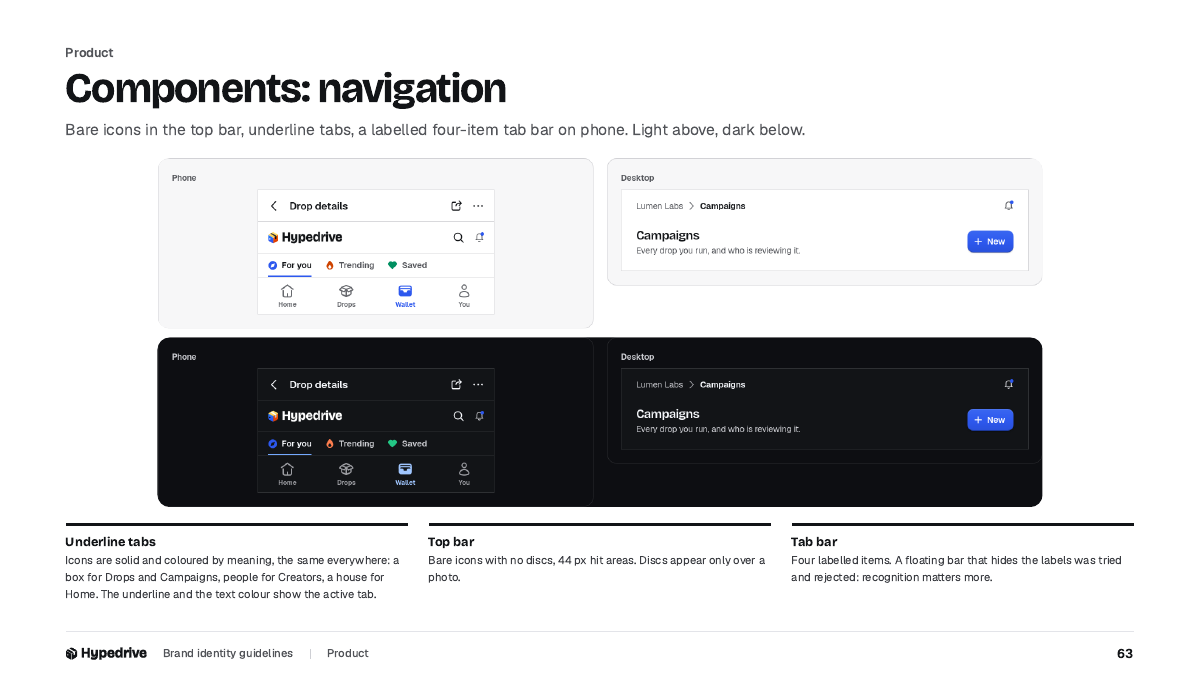 Product
Components: navigation
Bare icons in the top bar, underline tabs, a labelled four-item tab bar on phone. Light above, dark below.
Phone
Drop details
Hypedrive
For you
Trending
Saved
Home
Drops
Wallet
You
Desktop
Lumen Labs
Campaigns
Campaigns
Every drop you run, and who is reviewing it.
New
Phone
Drop details
Hypedrive
For you
Trending
Saved
Home
Drops
Wallet
You
Desktop
Lumen Labs
Campaigns
Campaigns
Every drop you run, and who is reviewing it.
New
Underline tabs
Icons are solid and coloured by meaning, the same everywhere: a
box for Drops and Campaigns, people for Creators, a house for
Home. The underline and the text colour show the active tab.
Top bar
Bare icons with no discs, 44 px hit areas. Discs appear only over a
photo.
Tab bar
Four labelled items. A floating bar that hides the labels was tried
and rejected: recognition matters more.
Hypedrive
Brand identity guidelines
Product
63